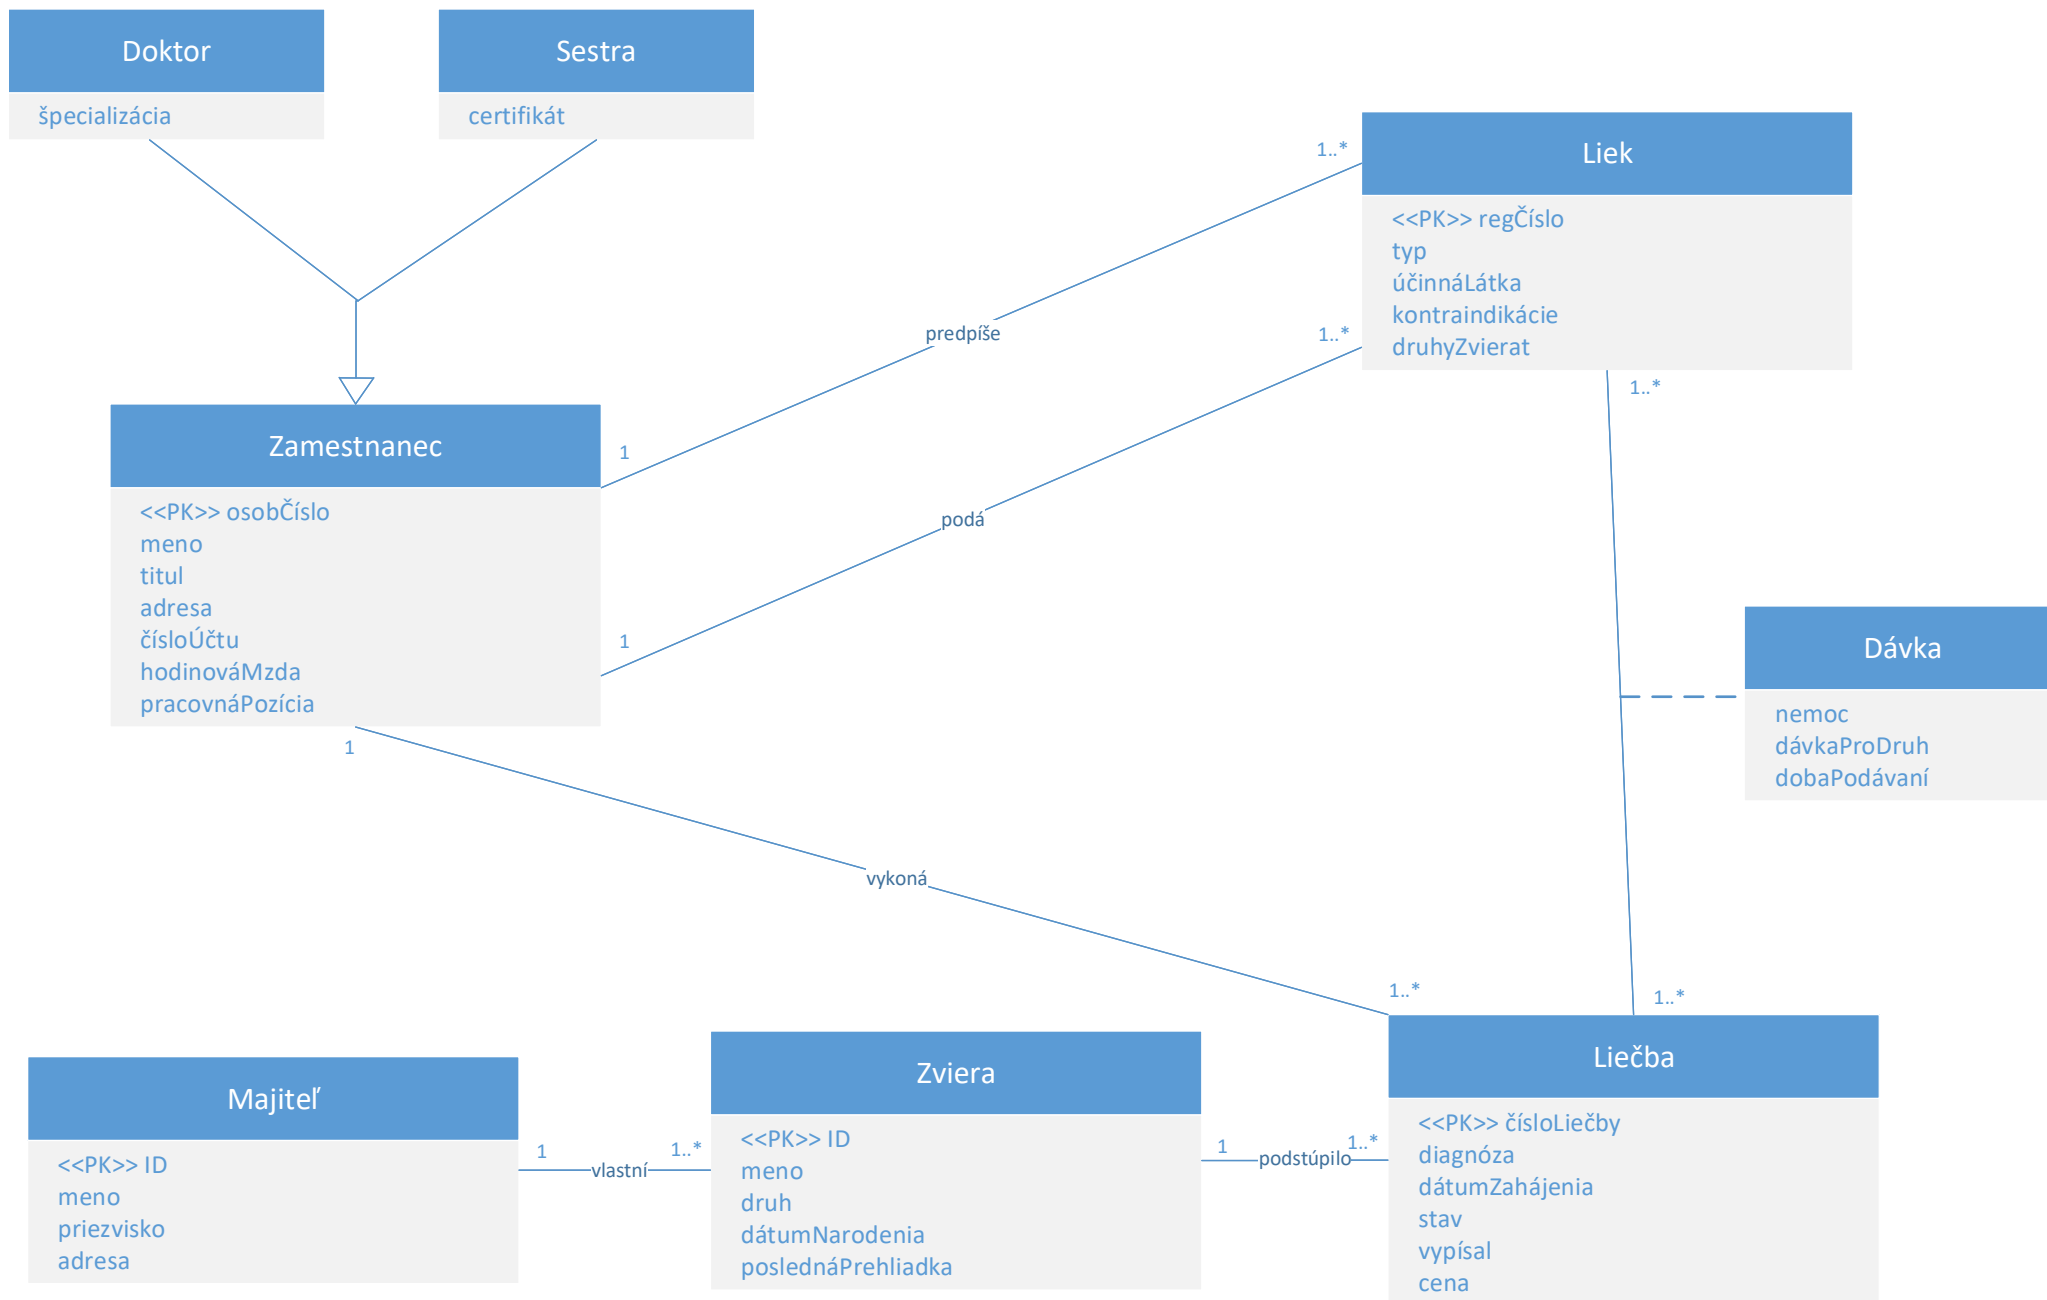 Doktor
špecializácia
Sestra
certifikát
Liek
<<PK>> regČíslo
typ
účinnáLátka
kontraindikácie
druhyZvierat
1..*
1..*
1..*
predpíše
podá
1
1
Zamestnanec
<<PK>> osobČíslo
meno
titul
adresa
čísloÚčtu
hodinováMzda
pracovnáPozícia
1
Dávka
nemoc
dávkaProDruh
dobaPodávaní
vykoná
1..*
1..*
Majiteľ
<<PK>> ID
meno
priezvisko
adresa
1
vlastní
1..*
Zviera
<<PK>> ID
meno
druh
dátumNarodenia
poslednáPrehliadka
1
podstúpilo
1..*
Liečba
<<PK>> čísloLiečby
diagnóza
dátumZahájenia
stav
vypísal
cena